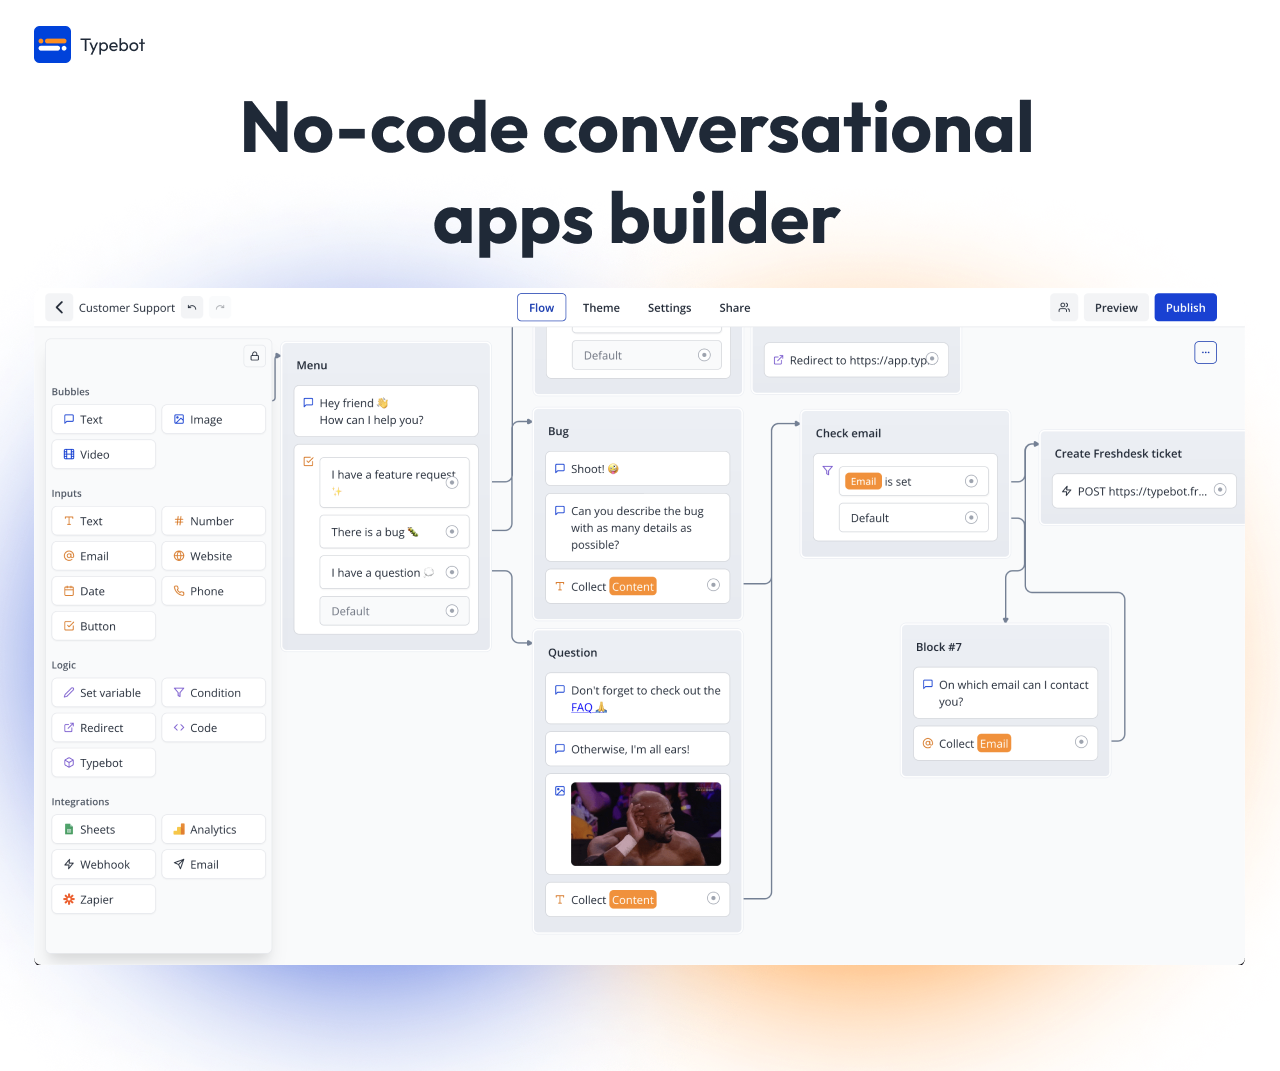 Typebot
No-code conversational
apps builder
Customer Support
Flow
Theme
Settings
Share
Preview
Publish
Bubbles
Text
Image
Video
Inputs
Text
Number
Email
Website
Date
Phone
Button
Logic
Set variable
Condition
Redirect
Code
Typebot
Integrations
Sheets
Analytics
Webhook
Email
Zapier
Menu
Hey friend 👋
How can I help you?
I have a feature request
✨
There is a bug 🐛
I have a question 💭
Default
Default
Redirect to https://app.typ.
Bug
Shoot! 🤪
Can you describe the bug
with as many details as
possible?
Collect Content
Question
Don't forget to check out the
FAQ 🙏
Otherwise, I'm all ears!
Collect Content
Check email
Email is set
Default
Create Freshdesk ticket
POST https://typebot.fr...
Block #7
On which email can I contact
you?
Collect Email